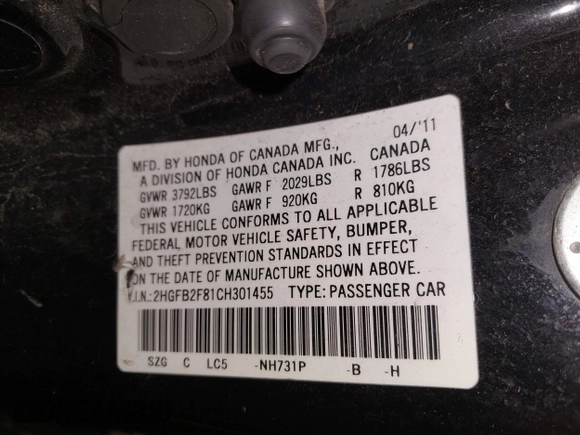 MFD. BY HONDA OF CANADA MFG., 04/'11
A DIVISION OF HONDA CANADA INC. CANADA
GVWR 3792LBS GAWR F 2029LBS R 1786LBS
GVWR 1720KG GAWR F 920KG R 810KG
THIS VEHICLE CONFORMS TO ALL APPLICABLE
FEDERAL MOTOR VEHICLE SAFETY, BUMPER,
AND THEFT PREVENTION STANDARDS IN EFFECT
ON THE DATE OF MANUFACTURE SHOWN ABOVE.
V.I.N.: 2HGFB2F81CH301455 TYPE: PASSENGER CAR
SZG C LC5 -NH731P -B -H